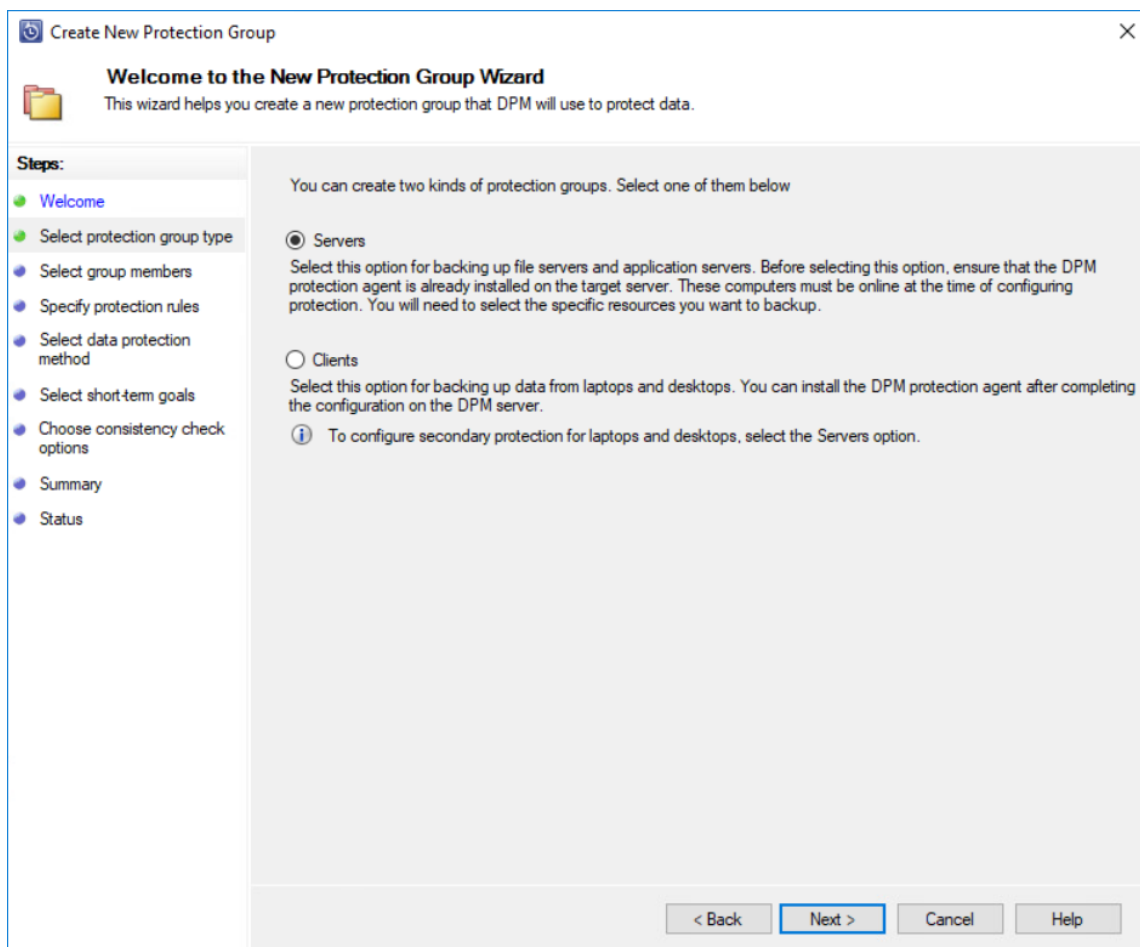 Create New Protection Group
Welcome to the New Protection Group Wizard
This wizard helps you create a new protection group that DPM will use to protect data.
Steps:
Welcome
Select protection group type
Select group members
Specify protection rules
Select data protection
method
Select short-term goals
Choose consistency check
options
Summary
Status
You can create two kinds of protection groups. Select one of them below
Servers
Select this option for backing up file servers and application servers. Before selecting this option, ensure that the DPM
protection agent is already installed on the target server. These computers must be online at the time of configuring
protection. You will need to select the specific resources you want to backup.
Clients
Select this option for backing up data from laptops and desktops. You can install the DPM protection agent after completing
the configuration on the DPM server.
To configure secondary protection for laptops and desktops, select the Servers option.
< Back
Next >
Cancel
Help